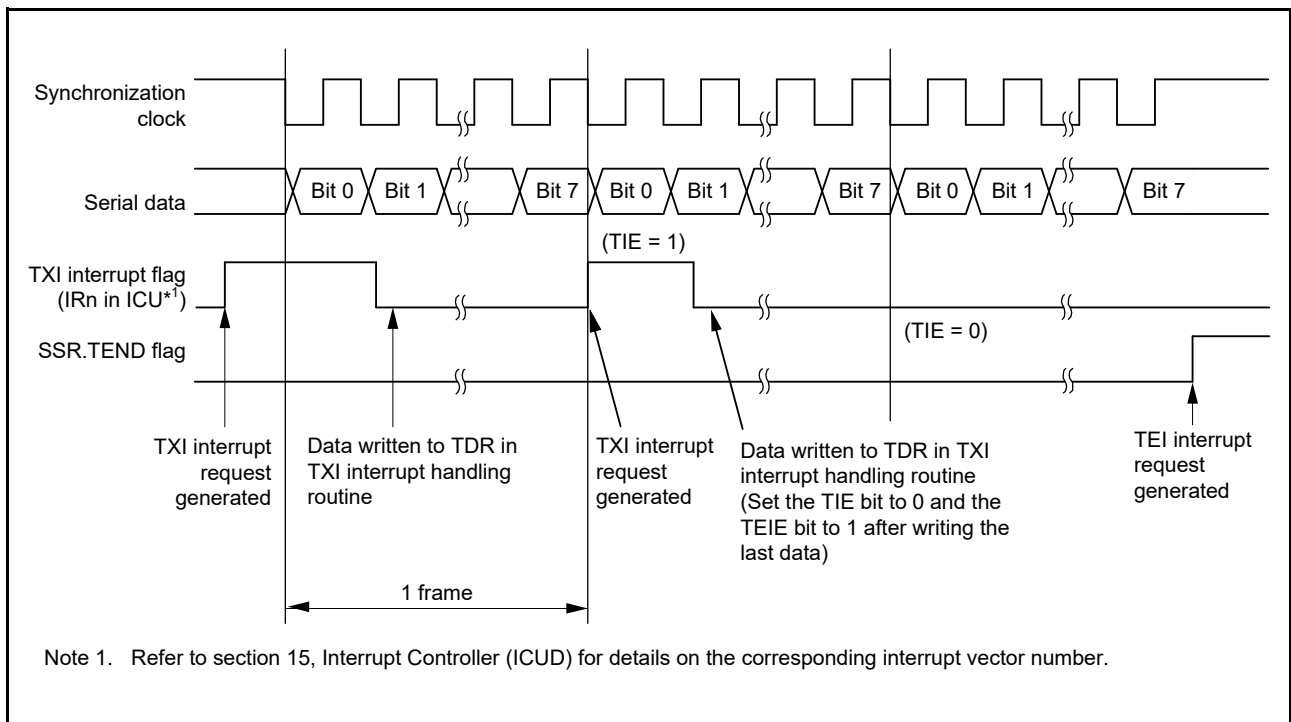 Synchronization
clock
Serial data
Bit 0 Bit 1 Bit 7 Bit 0 Bit 1 Bit 7 Bit 0 Bit 1 Bit 7
(TIE = 1)
TXI interrupt flag
(IRn in ICU*1)
(TIE = 0)
SSR.TEND flag
TXI interrupt
request
generated
Data written to TDR in
TXI interrupt handling
routine
TXI interrupt
request
generated
Data written to TDR in TXI
interrupt handling routine
(Set the TIE bit to 0 and the
TEIE bit to 1 after writing the
last data)
TEI interrupt
request
generated
1 frame
Note 1. Refer to section 15, Interrupt Controller (ICUD) for details on the corresponding interrupt vector number.